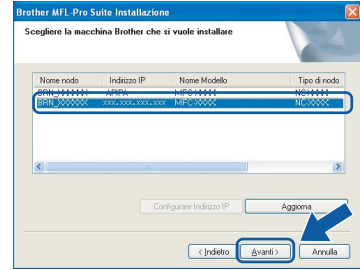 Brother MFL-Pro Suite Installazione
Scegliere la macchina Brother che si vuole installare
Nome nodo Indirizzo IP Nome Modello Tipo di nodo
BRN_XXXXXX APIPA MFC-XXXX NC-XXXX
BRN_XXXXXX xxx.xxx.xxx.xxx MFC-XXXX NC-XXXX
Configurare Indirizzo IP Aggiorna
< Indietro Avanti > Annulla